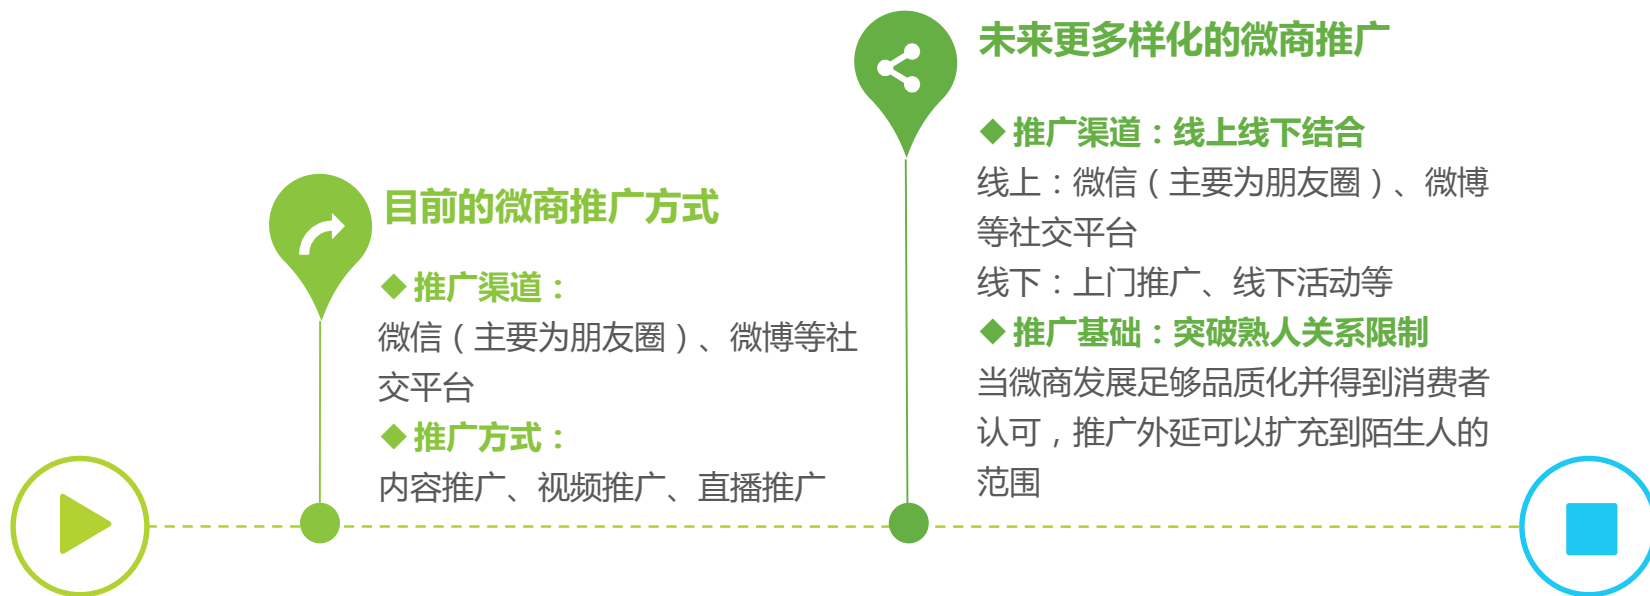 目前的微商推广方式
◆推广渠道：
微信（主要为朋友圈）、微博等社
交平台
◆推广方式：
内容推广、视频推广、直播推广
未来更多样化的微商推广
◆推广渠道：线上线下结合
线上：微信（主要为朋友圈）、微博
等社交平台
线下：上门推广、线下活动等
◆推广基础：突破熟人关系限制
当微商发展足够品质化并得到消费者
认可，推广外延可以扩充到陌生人的
范围